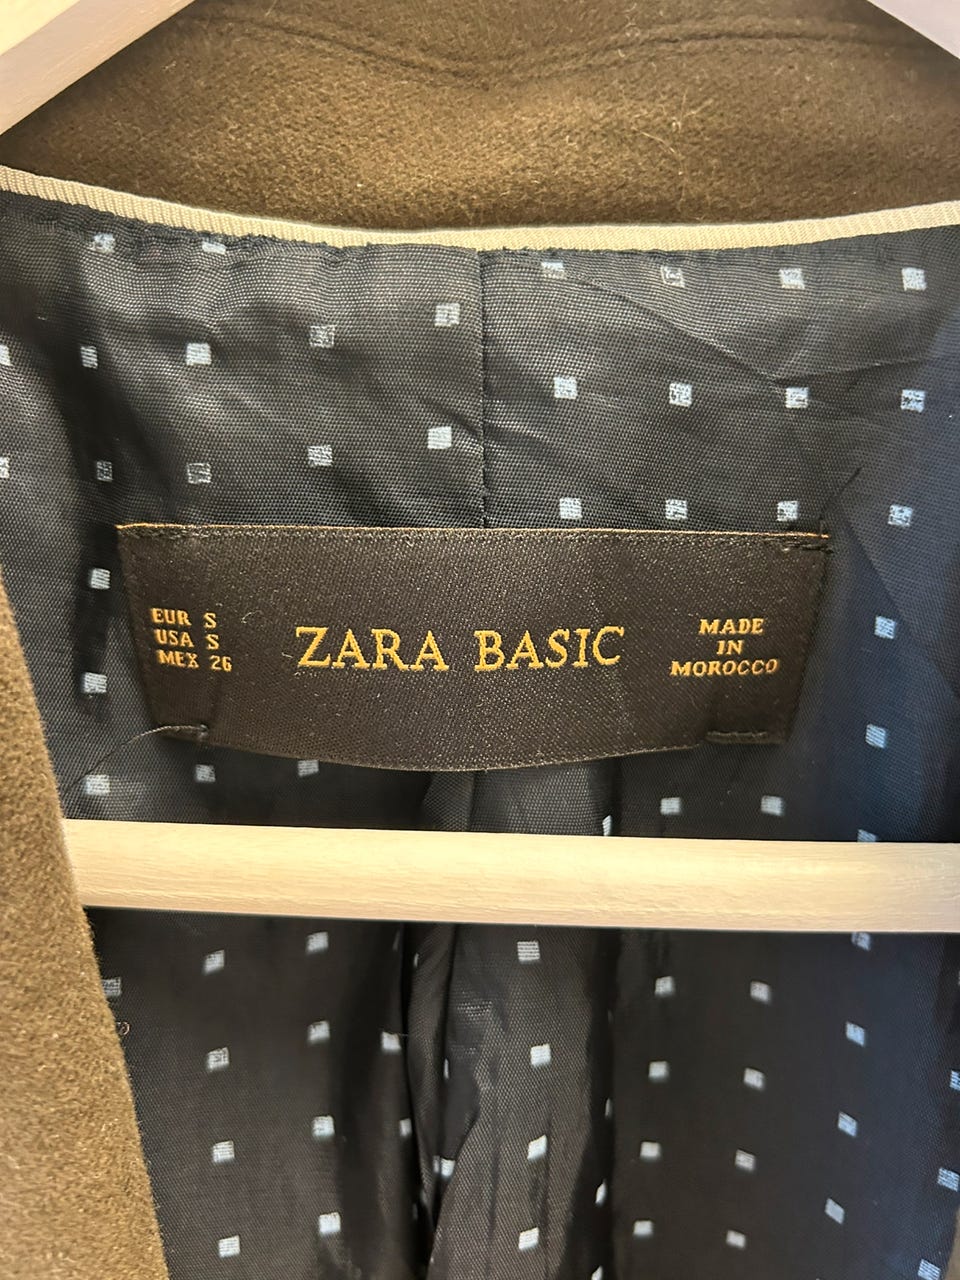 EUR S
USA S
MEX 26
ZARA BASIC
MADE
IN
MOROCCO